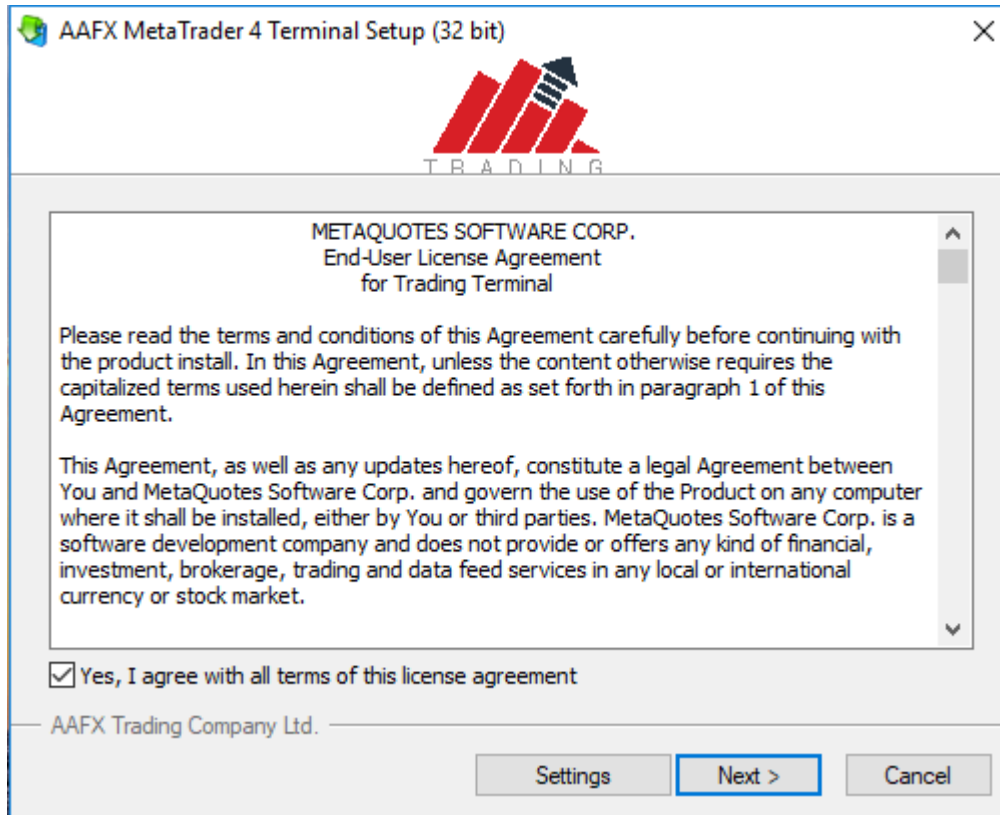 AAFX MetaTrader 4 Terminal Setup (32 bit)
TRADING
METAQUOTES SOFTWARE CORP.
End-User License Agreement
for Trading Terminal
Please read the terms and conditions of this Agreement carefully before continuing with
the product install. In this Agreement, unless the content otherwise requires the
capitalized terms used herein shall be defined as set forth in paragraph 1 of this
Agreement.
This Agreement, as well as any updates hereof, constitute a legal Agreement between
You and MetaQuotes Software Corp. and govern the use of the Product on any computer
where it shall be installed, either by You or third parties. MetaQuotes Software Corp. is a
software development company and does not provide or offers any kind of financial,
investment, brokerage, trading and data feed services in any local or international
currency or stock market.
Yes, I agree with all terms of this license agreement
AAFX Trading Company Ltd.
Settings
Next >
Cancel